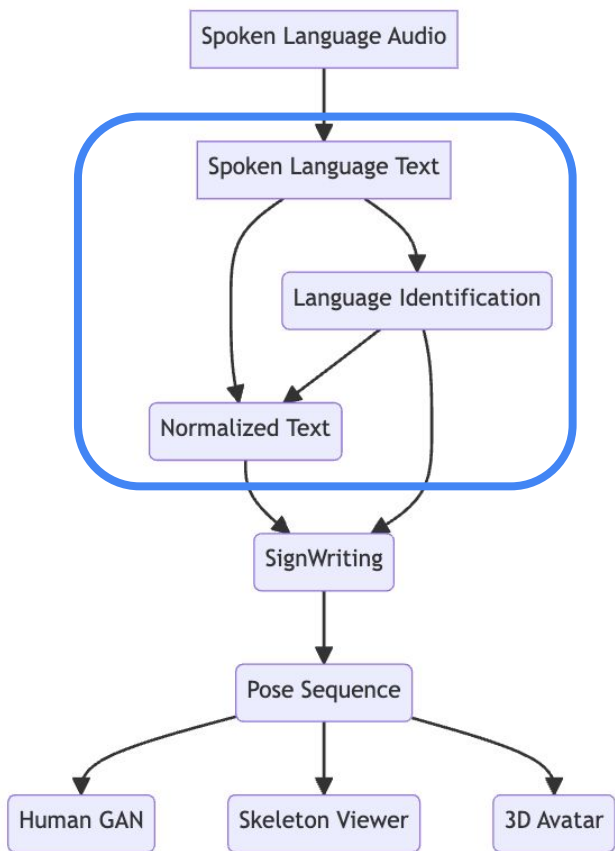 Spoken Language Audio
Spoken Language Text
Language Identification
Normalized Text
SignWriting
Pose Sequence
Human GAN
Skeleton Viewer
3D Avatar